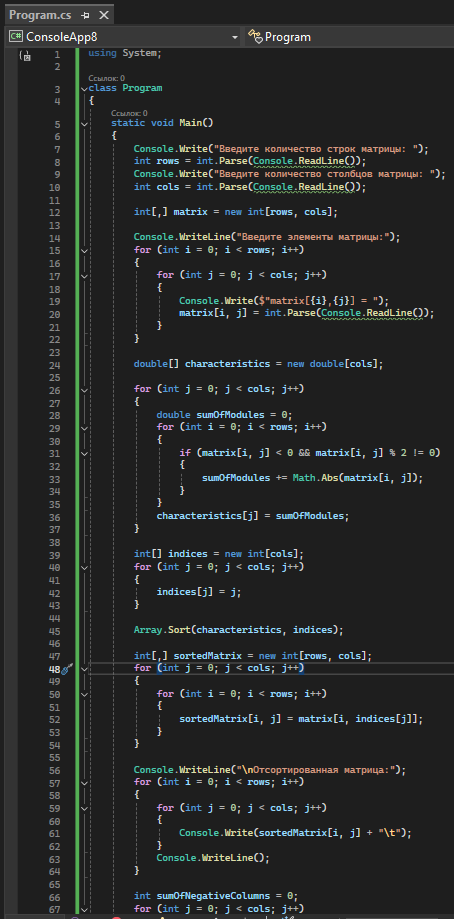 Program.cs
C# ConsoleApp8
Program
1 using System;
2
Ссылок: 0
3 class Program
4 {
Ссылок: 0
5 static void Main()
6 {
7 Console.Write("Введите количество строк матрицы: ");
8 int rows = int.Parse(Console.ReadLine());
9 Console.Write("Введите количество столбцов матрицы: ");
10 int cols = int.Parse(Console.ReadLine());
11
12 int[,] matrix = new int[rows, cols];
13
14 Console.WriteLine("Введите элементы матрицы:");
15 for (int i = 0; i < rows; i++)
16 {
17 for (int j = 0; j < cols; j++)
18 {
19 Console.Write($"matrix[{i},{j}] = ");
20 matrix[i, j] = int.Parse(Console.ReadLine());
21 }
22 }
23
24 double[] characteristics = new double[cols];
25
26 for (int j = 0; j < cols; j++)
27 {
28 double sumOfModules = 0;
29 for (int i = 0; i < rows; i++)
30 {
31 if (matrix[i, j] < 0 && matrix[i, j] % 2 != 0)
32 {
33 sumOfModules += Math.Abs(matrix[i, j]);
34 }
35 }
36 characteristics[j] = sumOfModules;
37 }
38
39 int[] indices = new int[cols];
40 for (int j = 0; j < cols; j++)
41 {
42 indices[j] = j;
43 }
44
45 Array.Sort(characteristics, indices);
46
47 int[,] sortedMatrix = new int[rows, cols];
48 for (int j = 0; j < cols; j++)
49 {
50 for (int i = 0; i < rows; i++)
51 {
52 sortedMatrix[i, j] = matrix[i, indices[j]];
53 }
54 }
55
56 Console.WriteLine("\nОтсортированная матрица:");
57 for (int i = 0; i < rows; i++)
58 {
59 for (int j = 0; j < cols; j++)
60 {
61 Console.Write(sortedMatrix[i, j] + "\t");
62 }
63 Console.WriteLine();
64 }
65
66 int sumOfNegativeColumns = 0;
67 for (int j = 0; j < cols; j++)